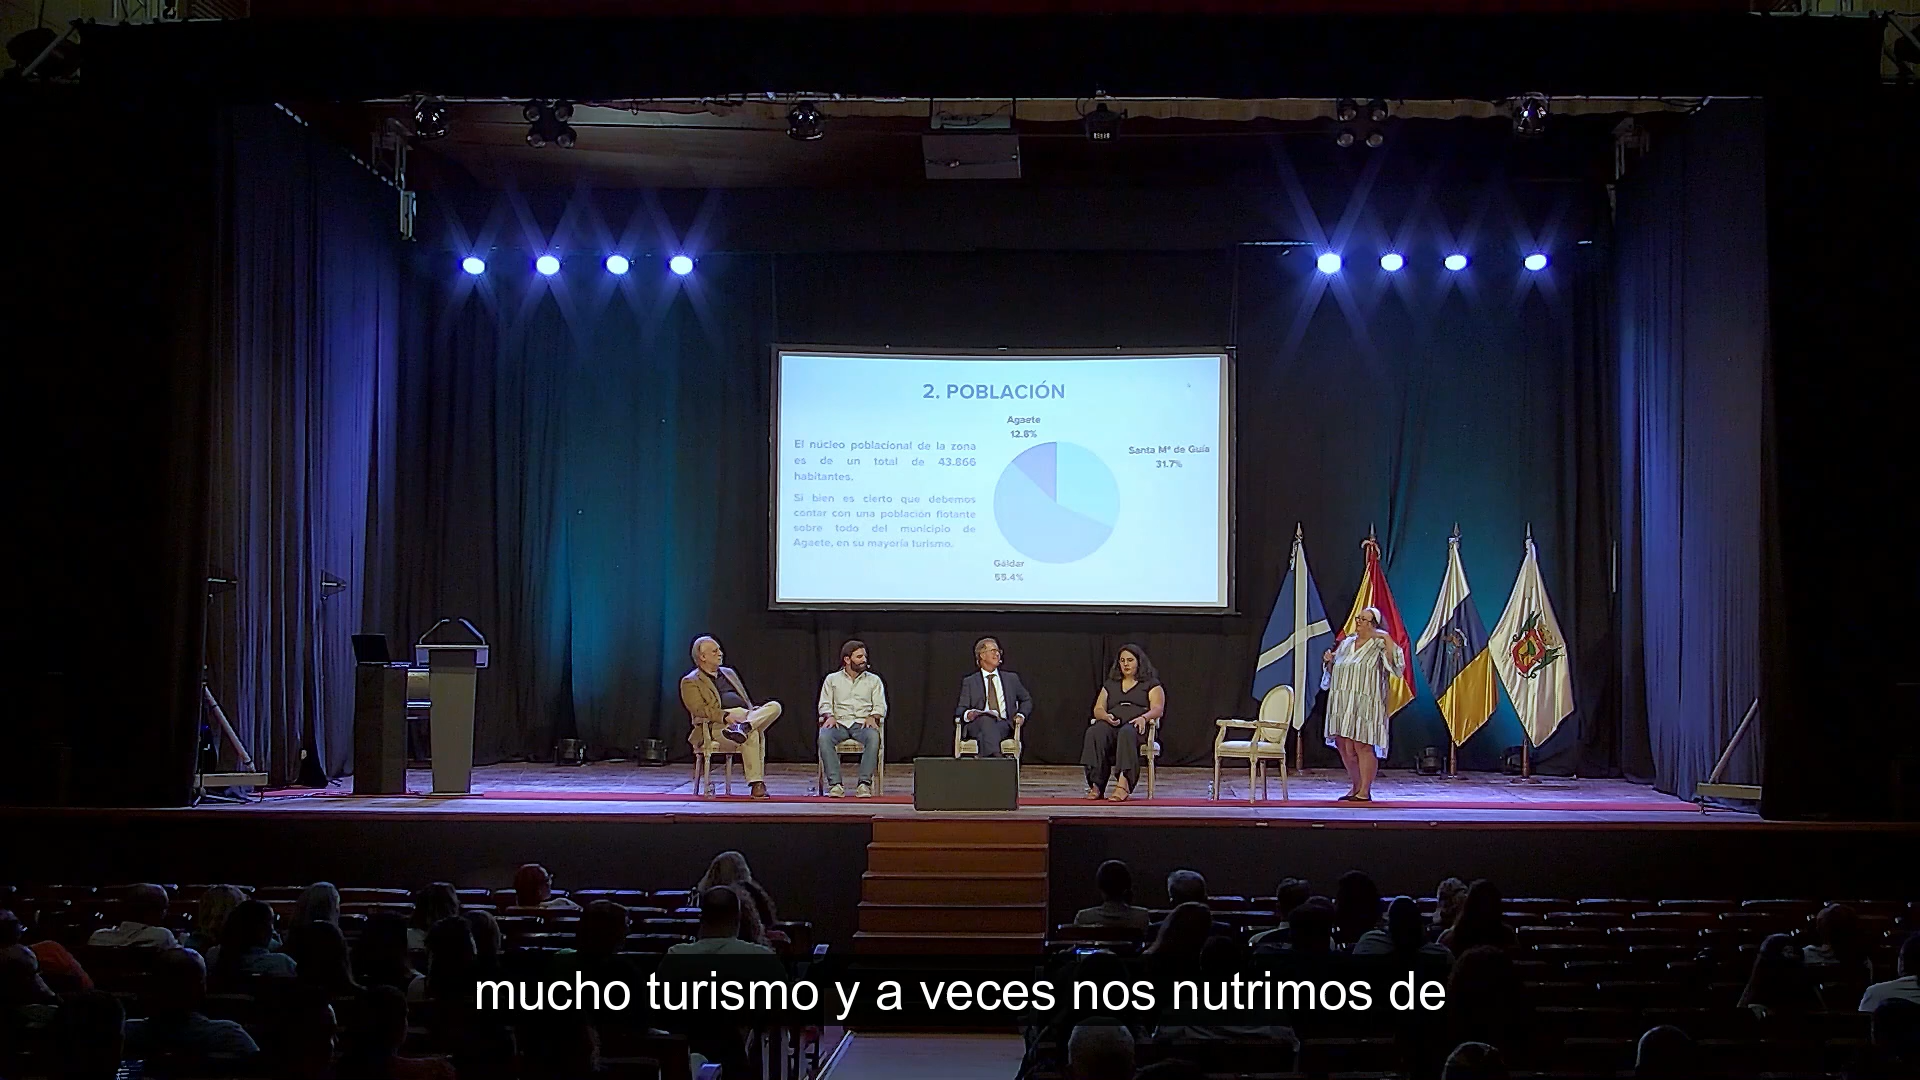 2. POBLACIÓN
Agaete
12.8%
El núcleo poblacional de la zona
es de un total de 43.866
habitantes.
Si bien es cierto que debemos
contar con una población flotante
sobre todo del municipio de
Agaete, en su mayoría turismo.
Santa Mª de Guía
31.7%
Gáldar
55.4%
mucho turismo y a veces nos nutrimos de